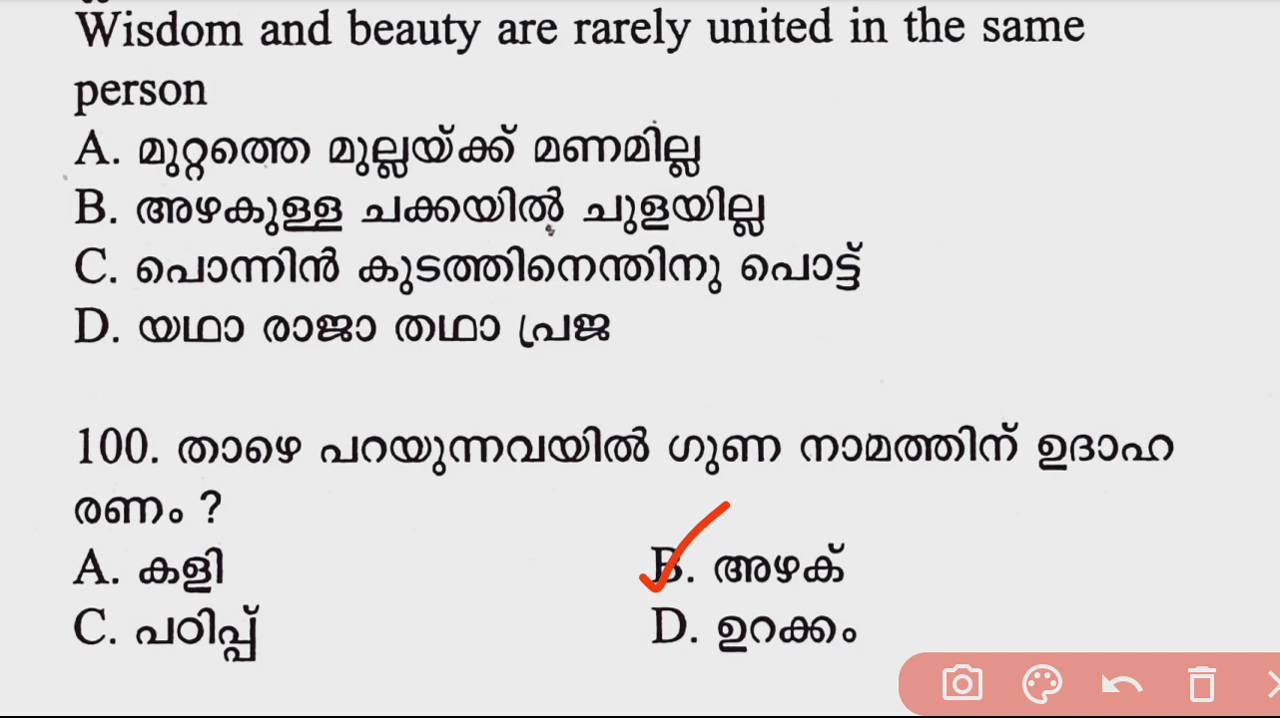 Wisdom and beauty are rarely united in the same
person
A. മുറ്റത്തെ മുല്ലയ്ക്ക് മണമില്ല
B. അഴകുള്ള ചക്കയിൽ ചുളയില്ല
C. പൊന്നിൻ കുടത്തിനെന്തിനു പൊട്ട്
D. യഥാ രാജാ തഥാ പ്രജ
100. താഴെ പറയുന്നവയിൽ ഗുണ നാമത്തിന് ഉദാഹ
രണം ?
A. കളി B. അഴക്
C. പഠിപ്പ് D. ഉറക്കം